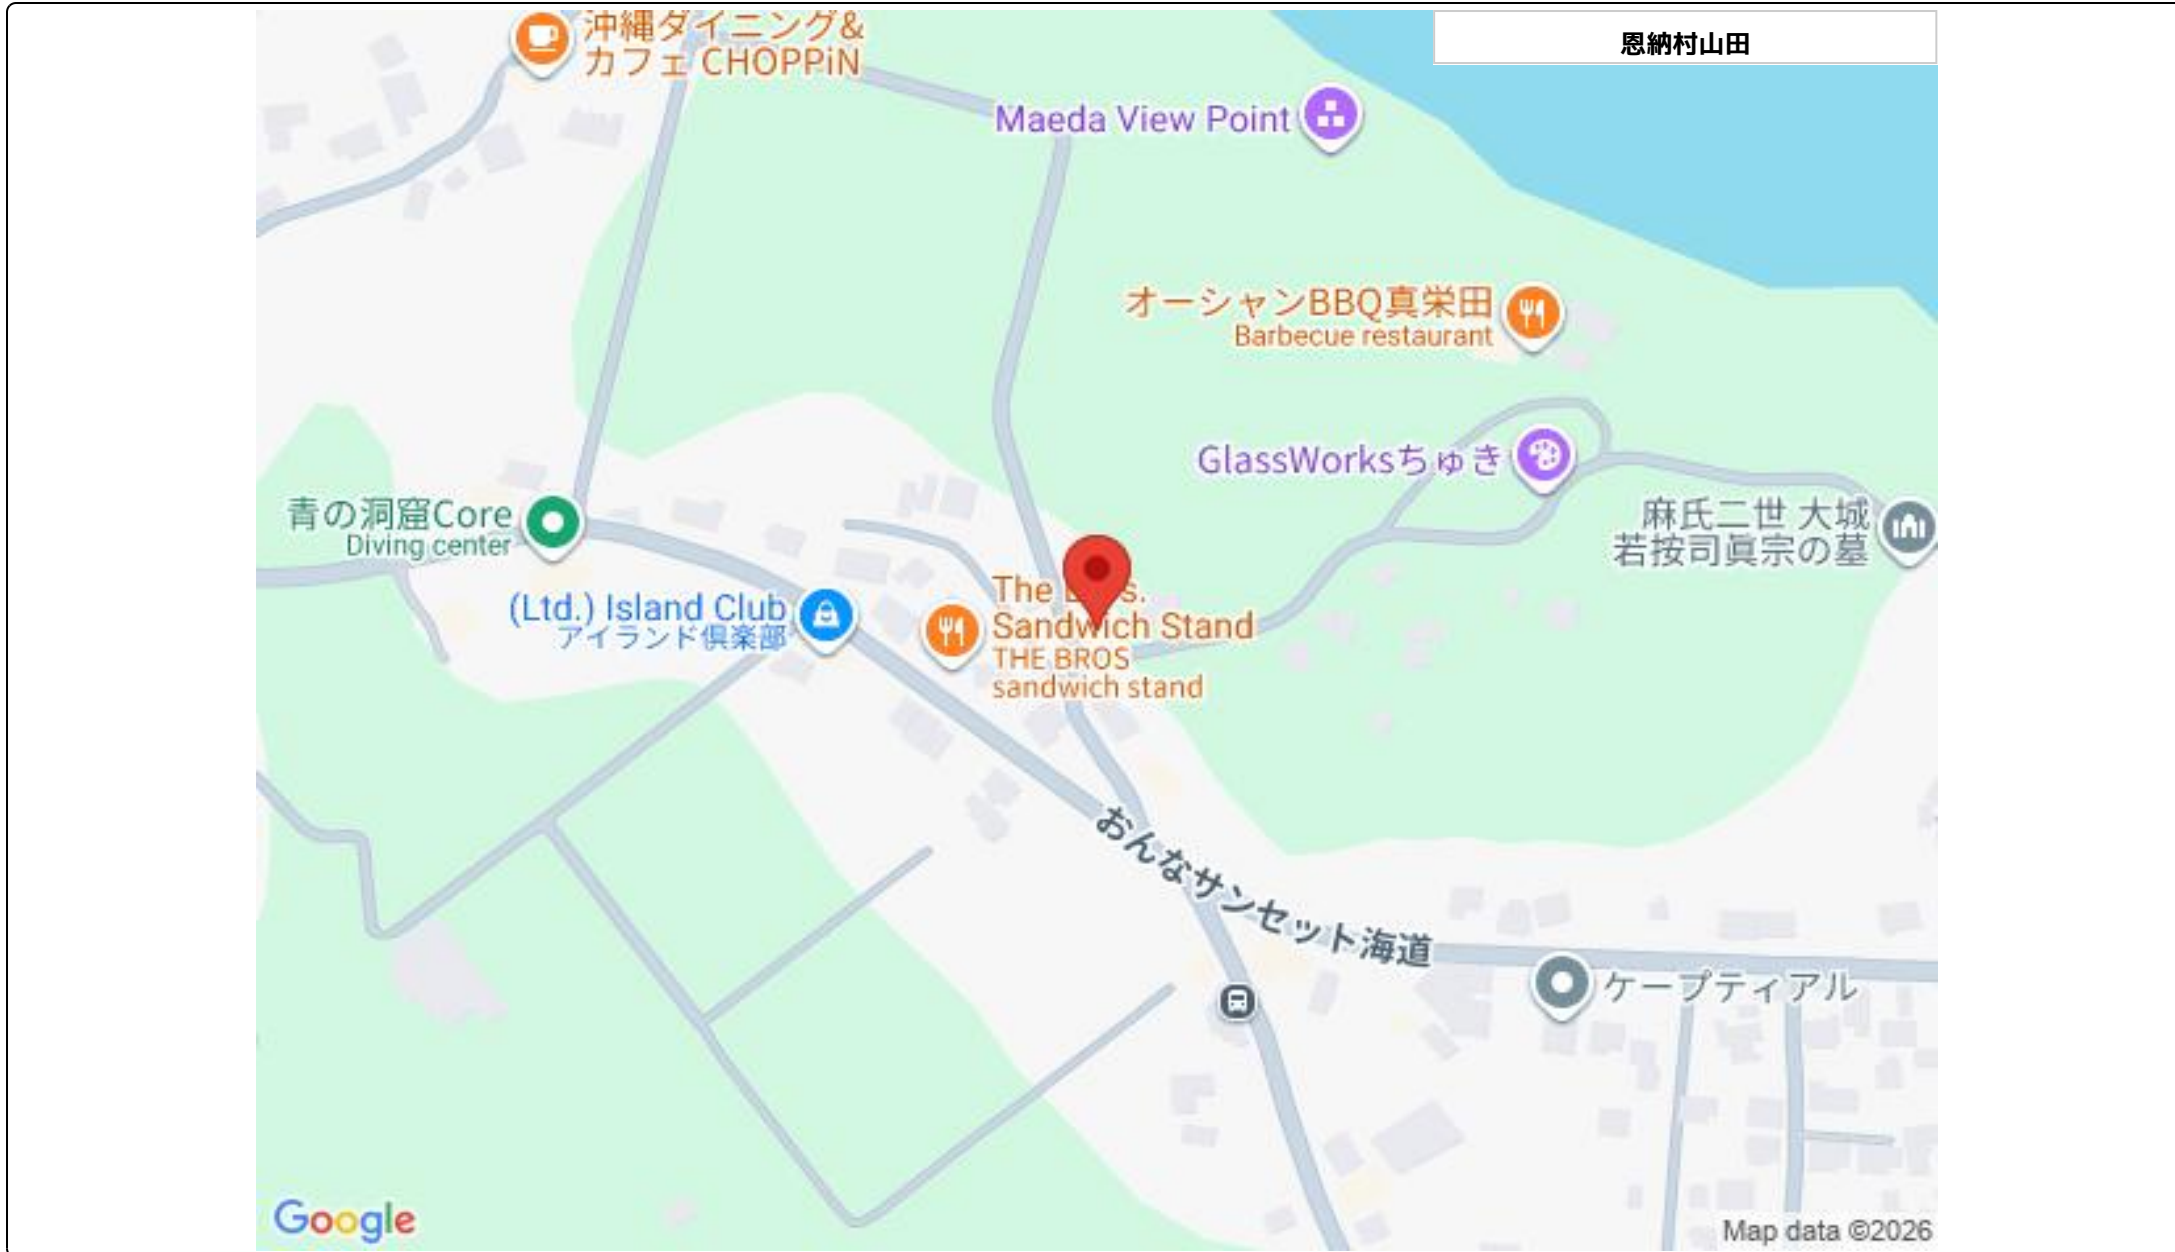 沖縄ダイニング&
カフェ CHOPPiN
恩納村山田
Maeda View Point
オーシャンBBQ真栄田
Barbecue restaurant
GlassWorksちゅき
青の洞窟Core
Diving center
麻氏二世 大城
若按司眞宗の墓
(Ltd.) Island Club
アイランド倶楽部
The
Sandwich Stand
THE BROS
sandwich stand
おんなサンセット海道
ケープティアル
Google
Map data ©2026